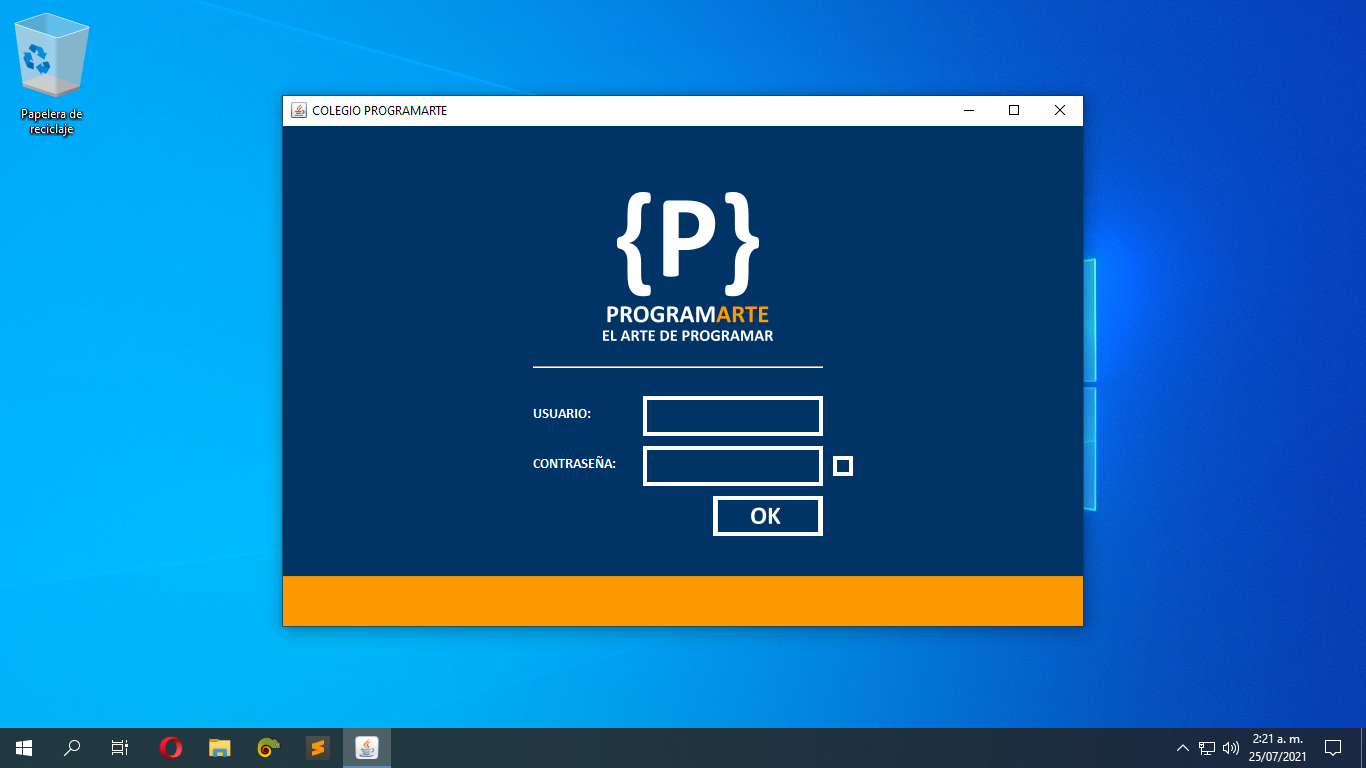 Papelera de
reciclaje
COLEGIO PROGRAMARTE
{P}
PROGRAMARTE
EL ARTE DE PROGRAMAR
USUARIO:
CONTRASEÑA:
OK
2:21 a. m.
25/07/2021